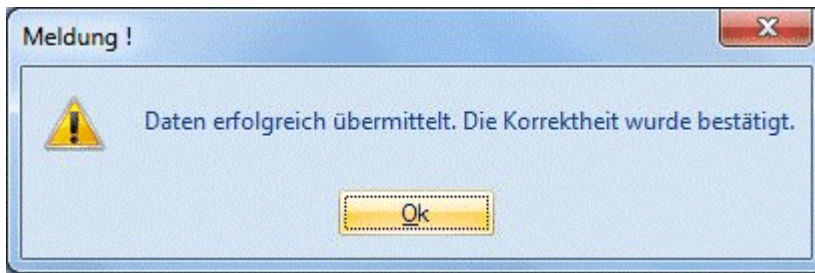 Meldung !
Daten erfolgreich übermittelt. Die Korrektheit wurde bestätigt.
Ok